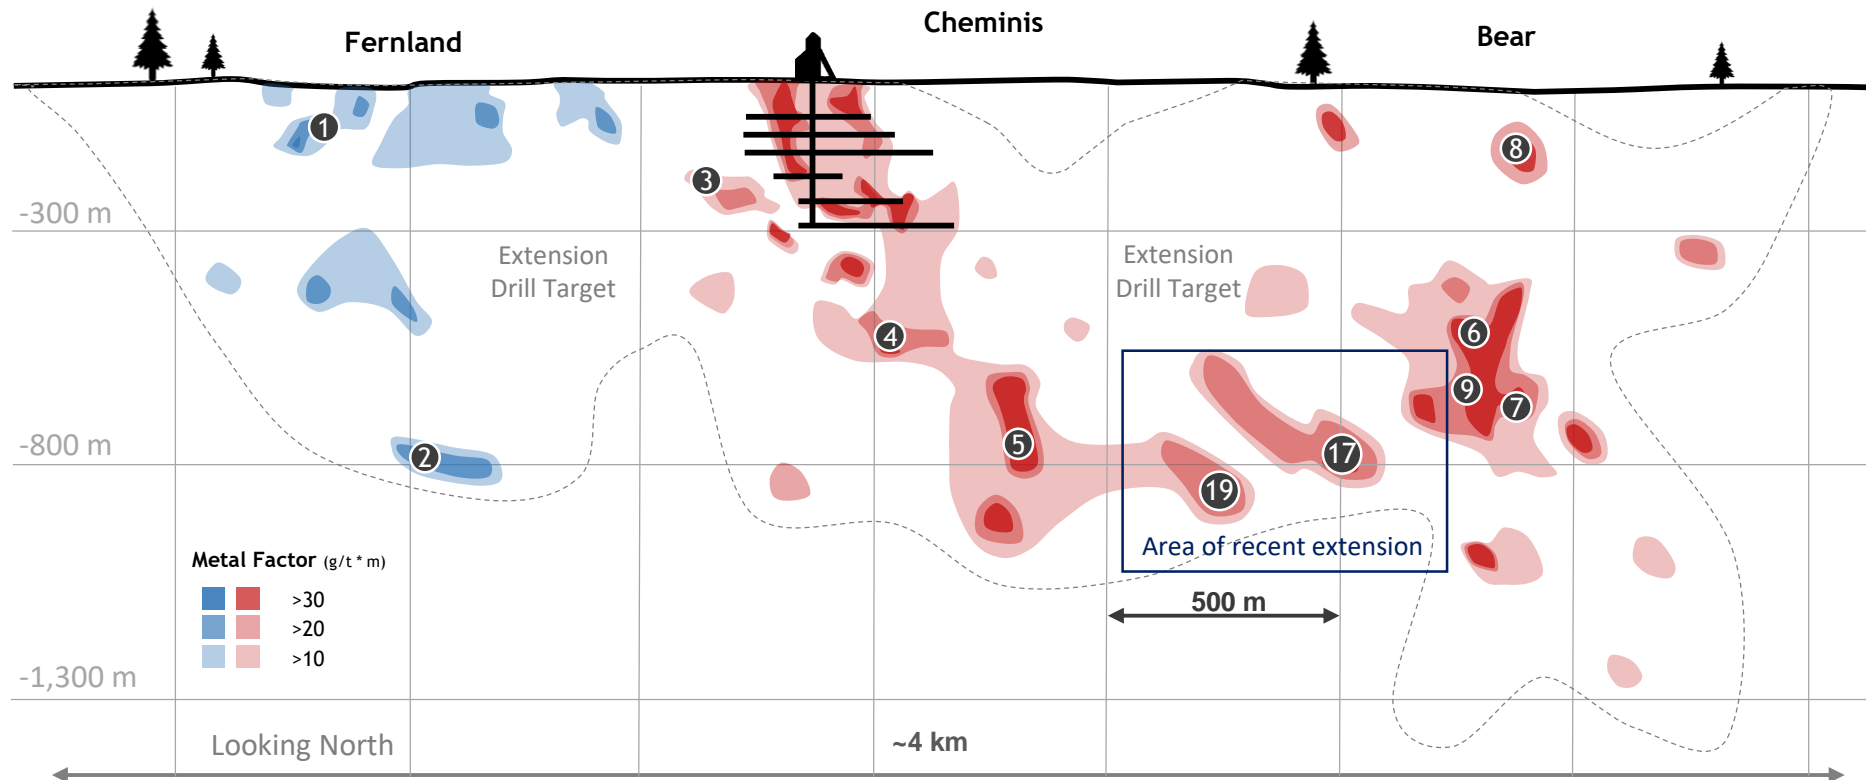 Fernland
Cheminis
Bear
1
8
3
-300 m
Extension
Drill Target
Extension
Drill Target
4
6
9
7
5
2
-800 m
17
19
Area of recent extension
500 m
Metal Factor (g/t * m)
>30
>20
>10
-1,300 m
Looking North
~4 km